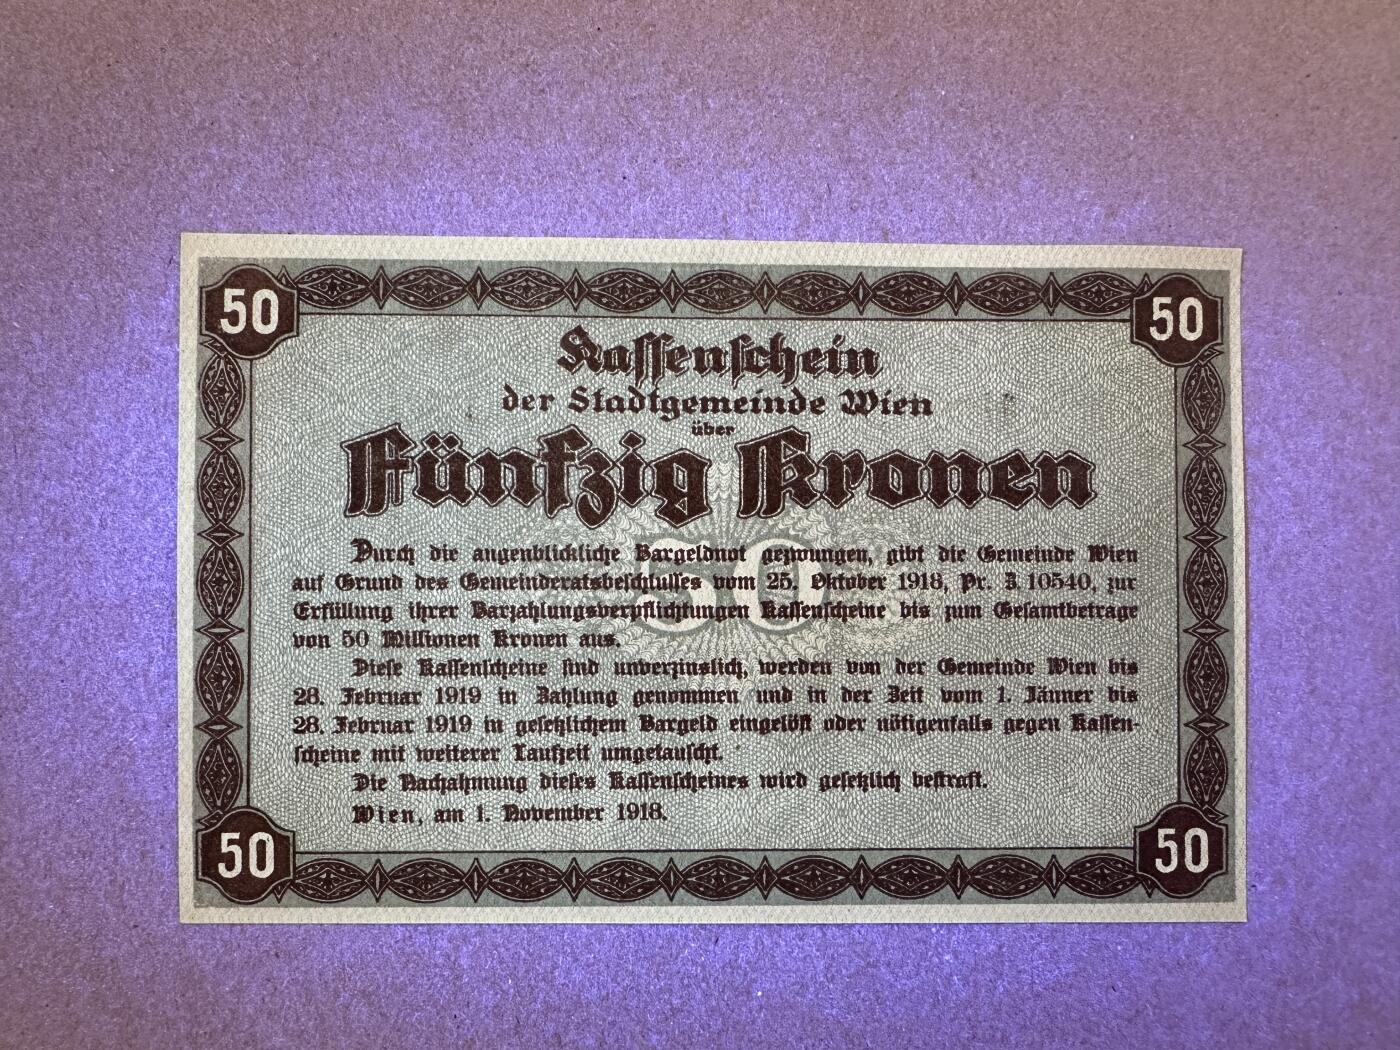 50
50
Kassenschein
der Stadtgemeinde Wien
über
Fünfzig Kronen
50
Durch die augenblickliche Bargeldnot gezwungen, gibt die Gemeinde Wien
auf Grund des Gemeinderatsbeschlusses vom 25. Oktober 1918, Pr. Z. 10540, zur
Erfüllung ihrer Barzahlungsverpflichtungen Kassenscheine bis zum Gesamtbetrage
von 50 Millionen Kronen aus.
Diese Kassenscheine sind unverzinslich, werden von der Gemeinde Wien bis
28. Februar 1919 in Zahlung genommen und in der Zeit vom 1. Jänner bis
28. Februar 1919 in gesetzlichem Bargeld eingelöst oder nötigenfalls gegen Kassen-
scheine mit weiterer Laufzeit umgetauscht.
Die Nachahmung dieses Kassenscheines wird gesetzlich bestraft.
Wien, am 1. November 1918.
50
50